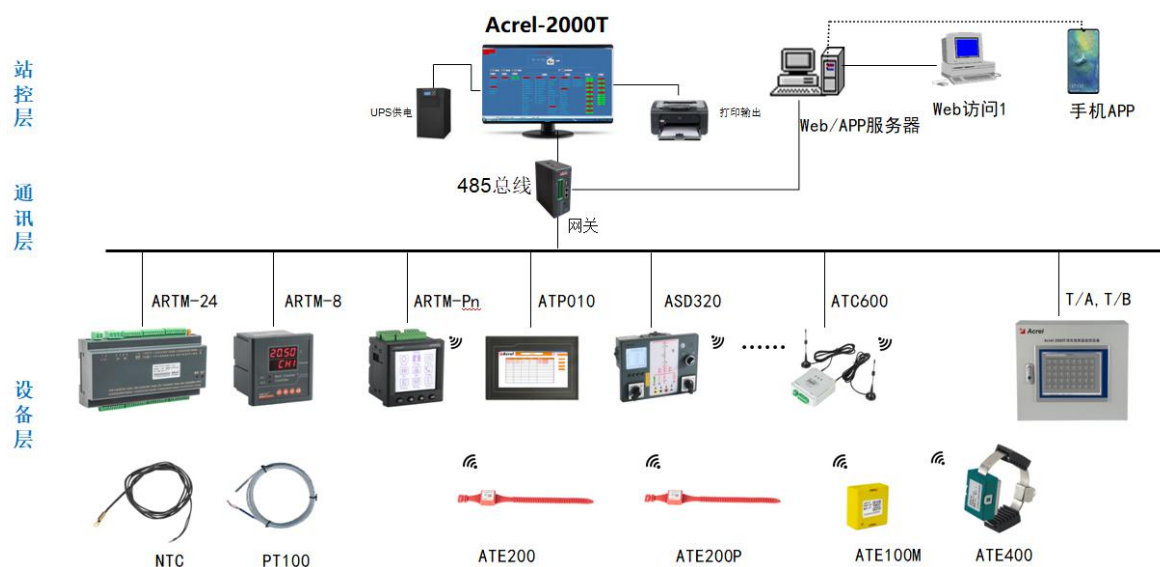 Acrel-2000T
站控层
UPS供电
打印输出
Web/APP服务器
Web访问1
手机APP
通讯层
485总线
网关
ARTM-24
ARTM-8
ARTM-Pn
ATP010
ASD320
ATC600
T/A,T/B
设备层
2050
CH1
Acrel
Acrel
NTC
PT100
ATE200
ATE200P
ATE100M
ATE400